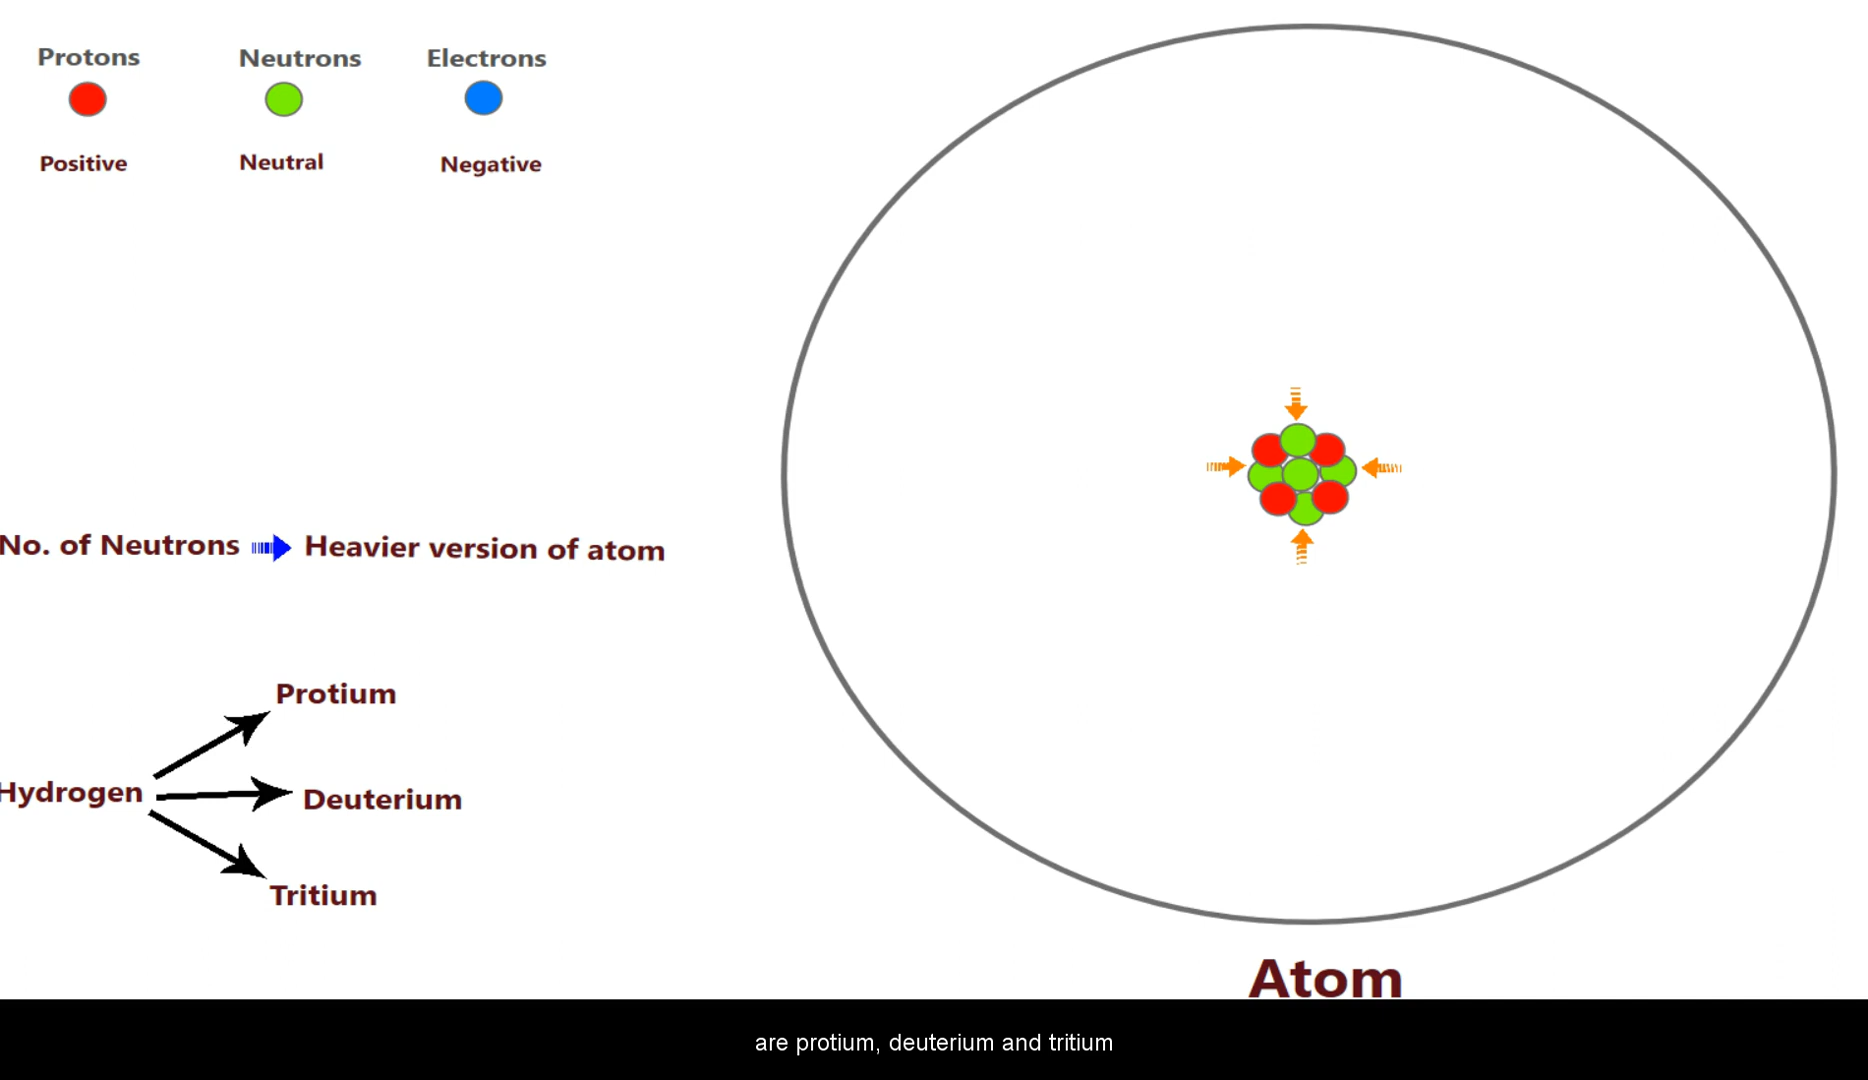 Protons Neutrons Electrons
Positive Neutral Negative
No. of Neutrons Heavier version of atom
Protium
Hydrogen Deuterium
Tritium
Atom
are protium, deuterium and tritium